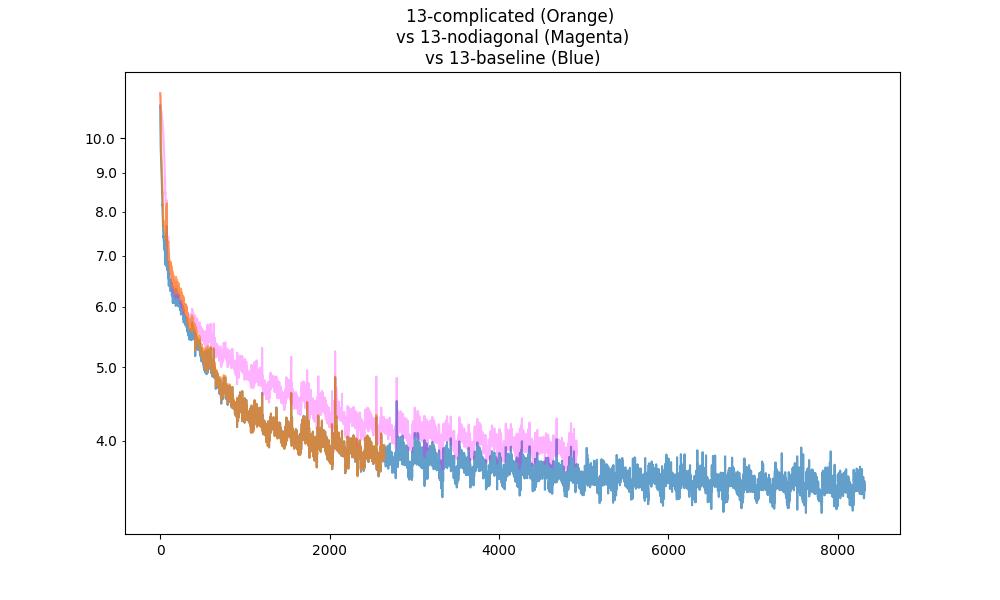 13-complicated (Orange)
vs 13-nodiagonal (Magenta)
vs 13-baseline (Blue)
10.0
9.0
8.0
7.0
6.0
5.0
4.0
0 2000 4000 6000 8000